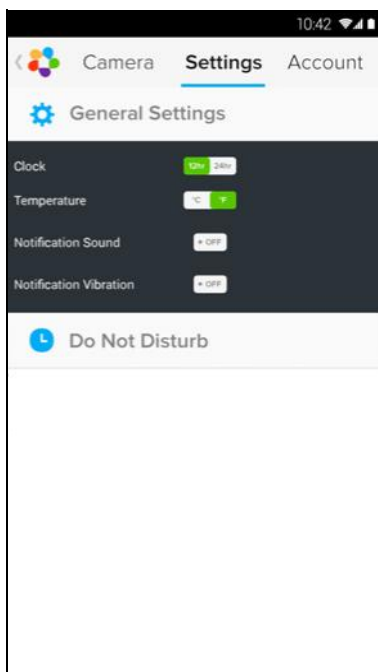 10:42
Camera Settings Account
General Settings
Clock 12hr 24hr
Temperature °C °F
Notification Sound • OFF
Notification Vibration • OFF
Do Not Disturb